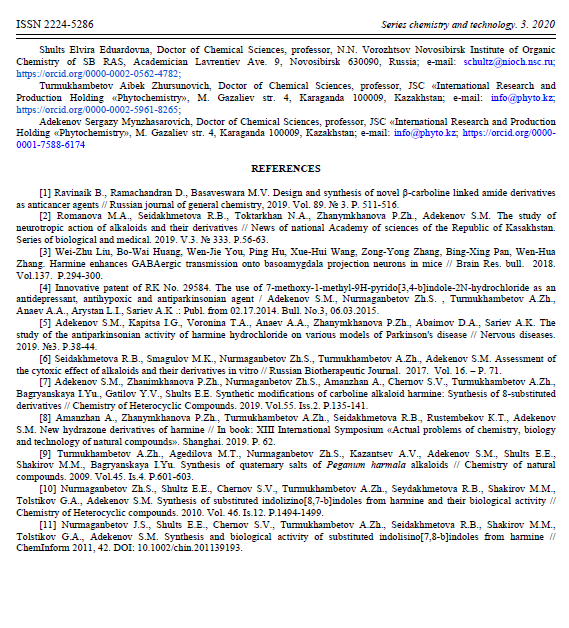 ISSN 2224-5286 Series chemistry and technology. 3. 2020
Shults Elvira Eduardovna, Doctor of Chemical Sciences, professor, N.N. Vorozhtsov Novosibirsk Institute of Organic
Chemistry of SB RAS, Academician Lavrentiev Ave. 9, Novosibirsk 630090, Russia; e-mail: schultz@nioch.nsc.ru;
https://orcid.org/0000-0002-0562-4782;
Turmukhambetov Aibek Zhursunovich, Doctor of Chemical Sciences, professor, JSC «International Research and
Production Holding «Phytochemistry», M. Gazaliev str. 4, Karaganda 100009, Kazakhstan; e-mail: info@phyto.kz;
https://orcid.org/0000-0002-5961-8265;
Adekenov Sergazy Mynzhasarovich, Doctor of Chemical Sciences, professor, JSC «International Research and Production
Holding «Phytochemistry», M. Gazaliev str. 4, Karaganda 100009, Kazakhstan; e-mail: info@phyto.kz; https://orcid.org/0000-
0001-7588-6174
REFERENCES
[1] Ravinaik B., Ramachandran D., Basaveswara M.V. Design and synthesis of novel β-carboline linked amide derivatives
as anticancer agents // Russian journal of general chemistry, 2019. Vol. 89. № 3. P. 511-516.
[2] Romanova M.A., Seidakhmetova R.B., Toktarkhan N.A., Zhanymkhanova P.Zh., Adekenov S.M. The study of
neurotropic action of alkaloids and their derivatives // News of national Academy of sciences of the Republic of Kasakhstan.
Series of biological and medical. 2019. V.3. № 333. P.56-63.
[3] Wei-Zhu Liu, Bo-Wai Huang, Wen-Jie You, Ping Hu, Xue-Hui Wang, Zong-Yong Zhang, Bing-Xing Pan, Wen-Hua
Zhang. Harmine enhances GABAergic transmission onto basoamygdala projection neurons in mice // Brain Res. bull. 2018.
Vol.137. P.294-300.
[4] Innovative patent of RK No. 29584. The use of 7-methoxy-1-methyl-9H-pyrido[3,4-b]indole-2N-hydrochloride as an
antidepressant, antihypoxic and antiparkinsonian agent / Adekenov S.M., Nurmaganbetov Zh.S. , Turmukhambetov A.Zh.,
Anaev A.A., Arystan L.I., Sariev A.K .: Publ. from 02.17.2014. Bull. No.3, 06.03.2015.
[5] Adekenov S.M., Kapitsa I.G., Voronina T.A., Anaev A.A., Zhanymkhanova P.Zh., Abaimov D.A., Sariev A.K. The
study of the antiparkinsonian activity of harmine hydrochloride on various models of Parkinson's disease // Nervous diseases.
2019. №3. P.38-44.
[6] Seidakhmetova R.B., Smagulov M.K., Nurmaganbetov Zh.S., Turmukhambetov A.Zh., Adekenov S.M. Assessment of
the cytoxic effect of alkaloids and their derivatives in vitro // Russian Biotherapeutic Journal. 2017. Vol. 16. – P. 71.
[7] Adekenov S.M., Zhanimkhanova P.Zh., Nurmaganbetov Zh.S., Amanzhan A., Chernov S.V., Turmukhambetov A.Zh.,
Bagryanskaya I.Yu., Gatilov Y.V., Shults E.E. Synthetic modifications of carboline alkaloid harmine: Synthesis of 8-substituted
derivatives // Chemistry of Heterocyclic Compounds. 2019. Vol.55. Iss.2. P.135-141.
[8] Amanzhan A., Zhanymkhanova P.Zh., Turmukhambetov A.Zh., Seidakhmetova R.B., Rustembekov K.T., Adekenov
S.M. New hydrazone derivatives of harmine // In book: XIII International Symposium «Actual problems of chemistry, biology
and technology of natural compounds». Shanghai. 2019. P. 62.
[9] Turmukhambetov A.Zh., Agedilova M.T., Nurmaganbetov Zh.S., Kazantsev A.V., Adekenov S.M., Shults E.E.,
Shakirov M.M., Bagryanskaya I.Yu. Synthesis of quaternary salts of Peganum harmala alkaloids // Chemistry of natural
compounds. 2009. Vol.45. Is.4. P.601-603.
[10] Nurmaganbetov Zh.S., Shultz E.E., Chernov S.V., Turmukhambetov A.Zh., Seydakhmetova R.B., Shakirov M.M.,
Tolstikov G.A., Adekenov S.M. Synthesis of substituted indolizino[8,7-b]indoles from harmine and their biological activity //
Chemistry of Heterocyclic compounds. 2010. Vol. 46. Is.12. P.1494-1499.
[11] Nurmaganbetov J.S., Shults E.E., Chernov S.V., Turmukhambetov A.Zh., Seidakhmetova R.B., Shakirov M.M.,
Tolstikov G.A., Adekenov S.M. Synthesis and biological activity of substituted indolisino[7,8-b]indoles from harmine //
ChemInform 2011, 42. DOI: 10.1002/chin.201139193.